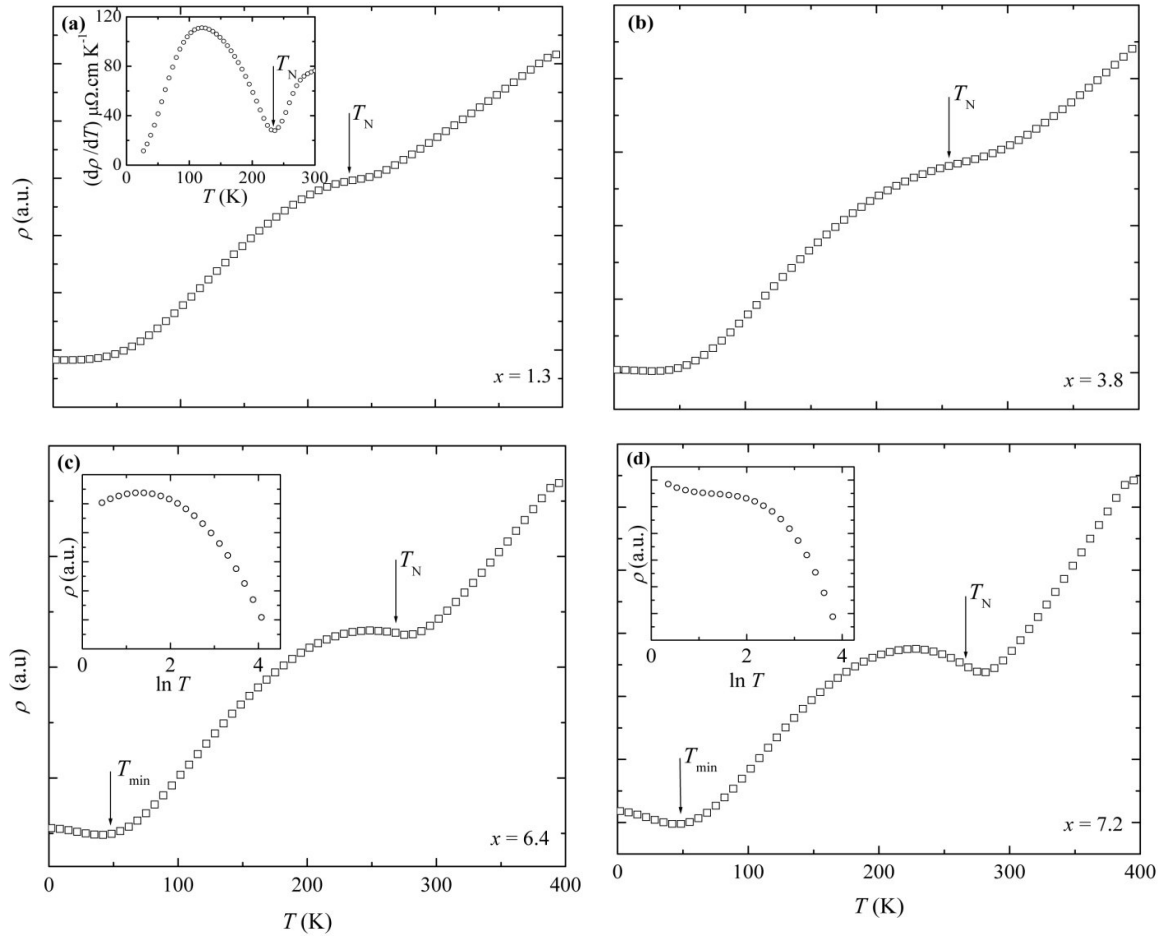 (a)
120
80
40
0
(dρ/dT) μΩ.cm K⁻¹
T_N
0 100 200 300
T (K)
T_N
ρ (a.u.)
x = 1.3
(b)
T_N
x = 3.8
(c)
ρ (a.u.)
0 2 4
ln T
T_N
T_min
ρ (a.u)
x = 6.4
0 100 200 300 400
T (K)
(d)
ρ (a.u.)
0 2 4
ln T
T_N
T_min
x = 7.2
0 100 200 300 400
T (K)